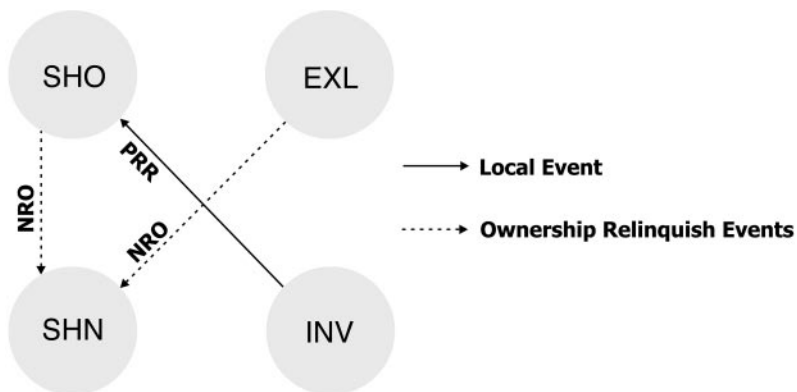 SHO
EXL
PRR
Local Event
NRO
NRO
Ownership Relinquish Events
SHN
INV